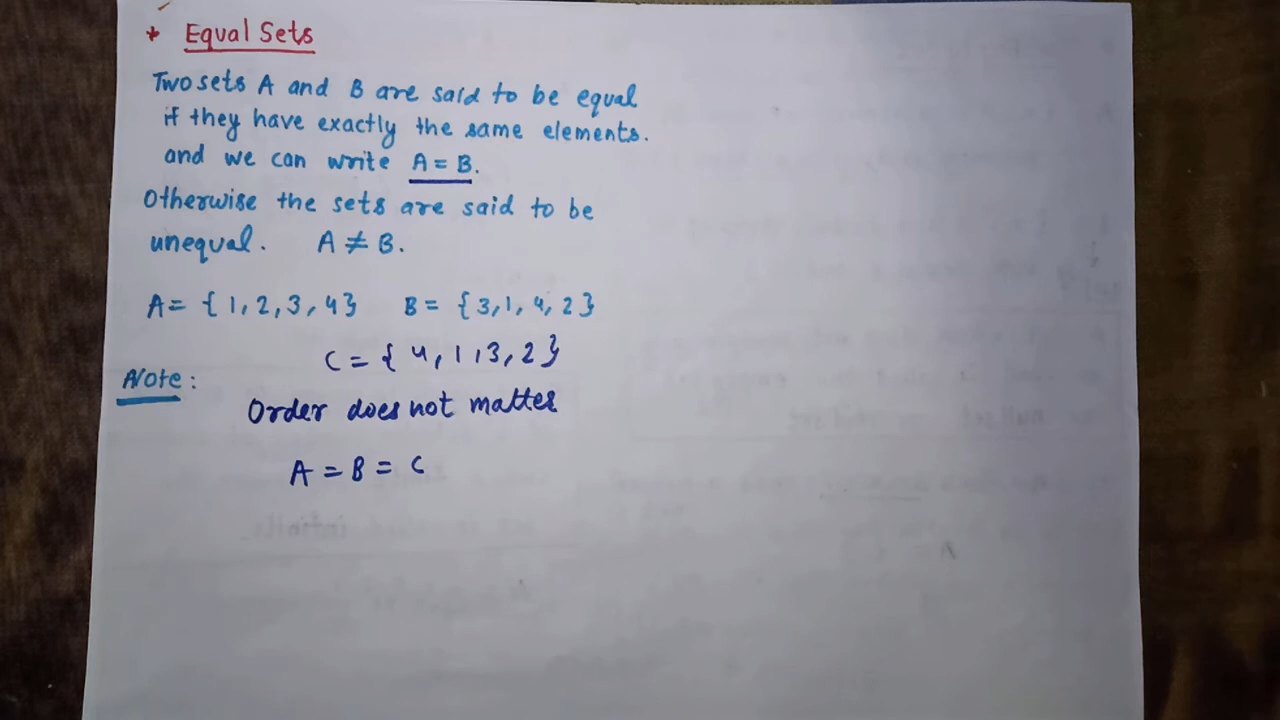 * Equal Sets
Two sets A and B are said to be equal
if they have exactly the same elements.
and we can write A = B.
Otherwise the sets are said to be
unequal. A ≠ B.
A = {1, 2, 3, 4} B = {3, 1, 4, 2}
C = {4, 1, 3, 2}
Note:
Order does not matter
A = B = C